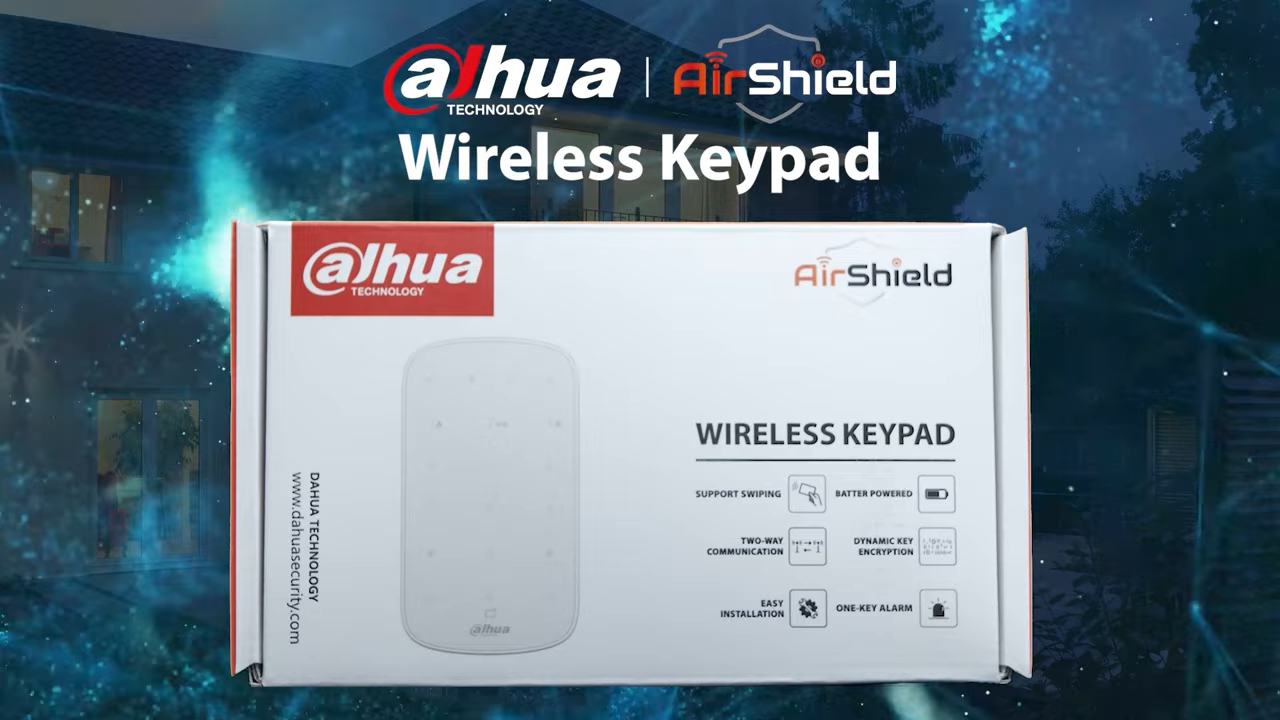 alhua
TECHNOLOGY
AirShield
Wireless Keypad
alhua
TECHNOLOGY
AirShield
WIRELESS KEYPAD
SUPPORT SWIPING
BATTER POWERED
TWO-WAY
COMMUNICATION
DYNAMIC KEY
ENCRYPTION
EASY
INSTALLATION
ONE-KEY ALARM
DAHUA TECHNOLOGY
www.dahuasecurity.com
alhua